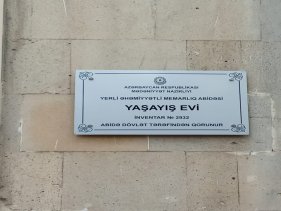 AZƏRBAYCAN RESPUBLİKASI
MƏDƏNİYYƏT NAZİRLİYİ
YERLİ ƏHƏMİYYƏTLİ MEMARLIQ ABİDƏSİ
YAŞAYIŞ EVİ
İNVENTAR № 2932
ABİDƏ DÖVLƏT TƏRƏFİNDƏN QORUNUR